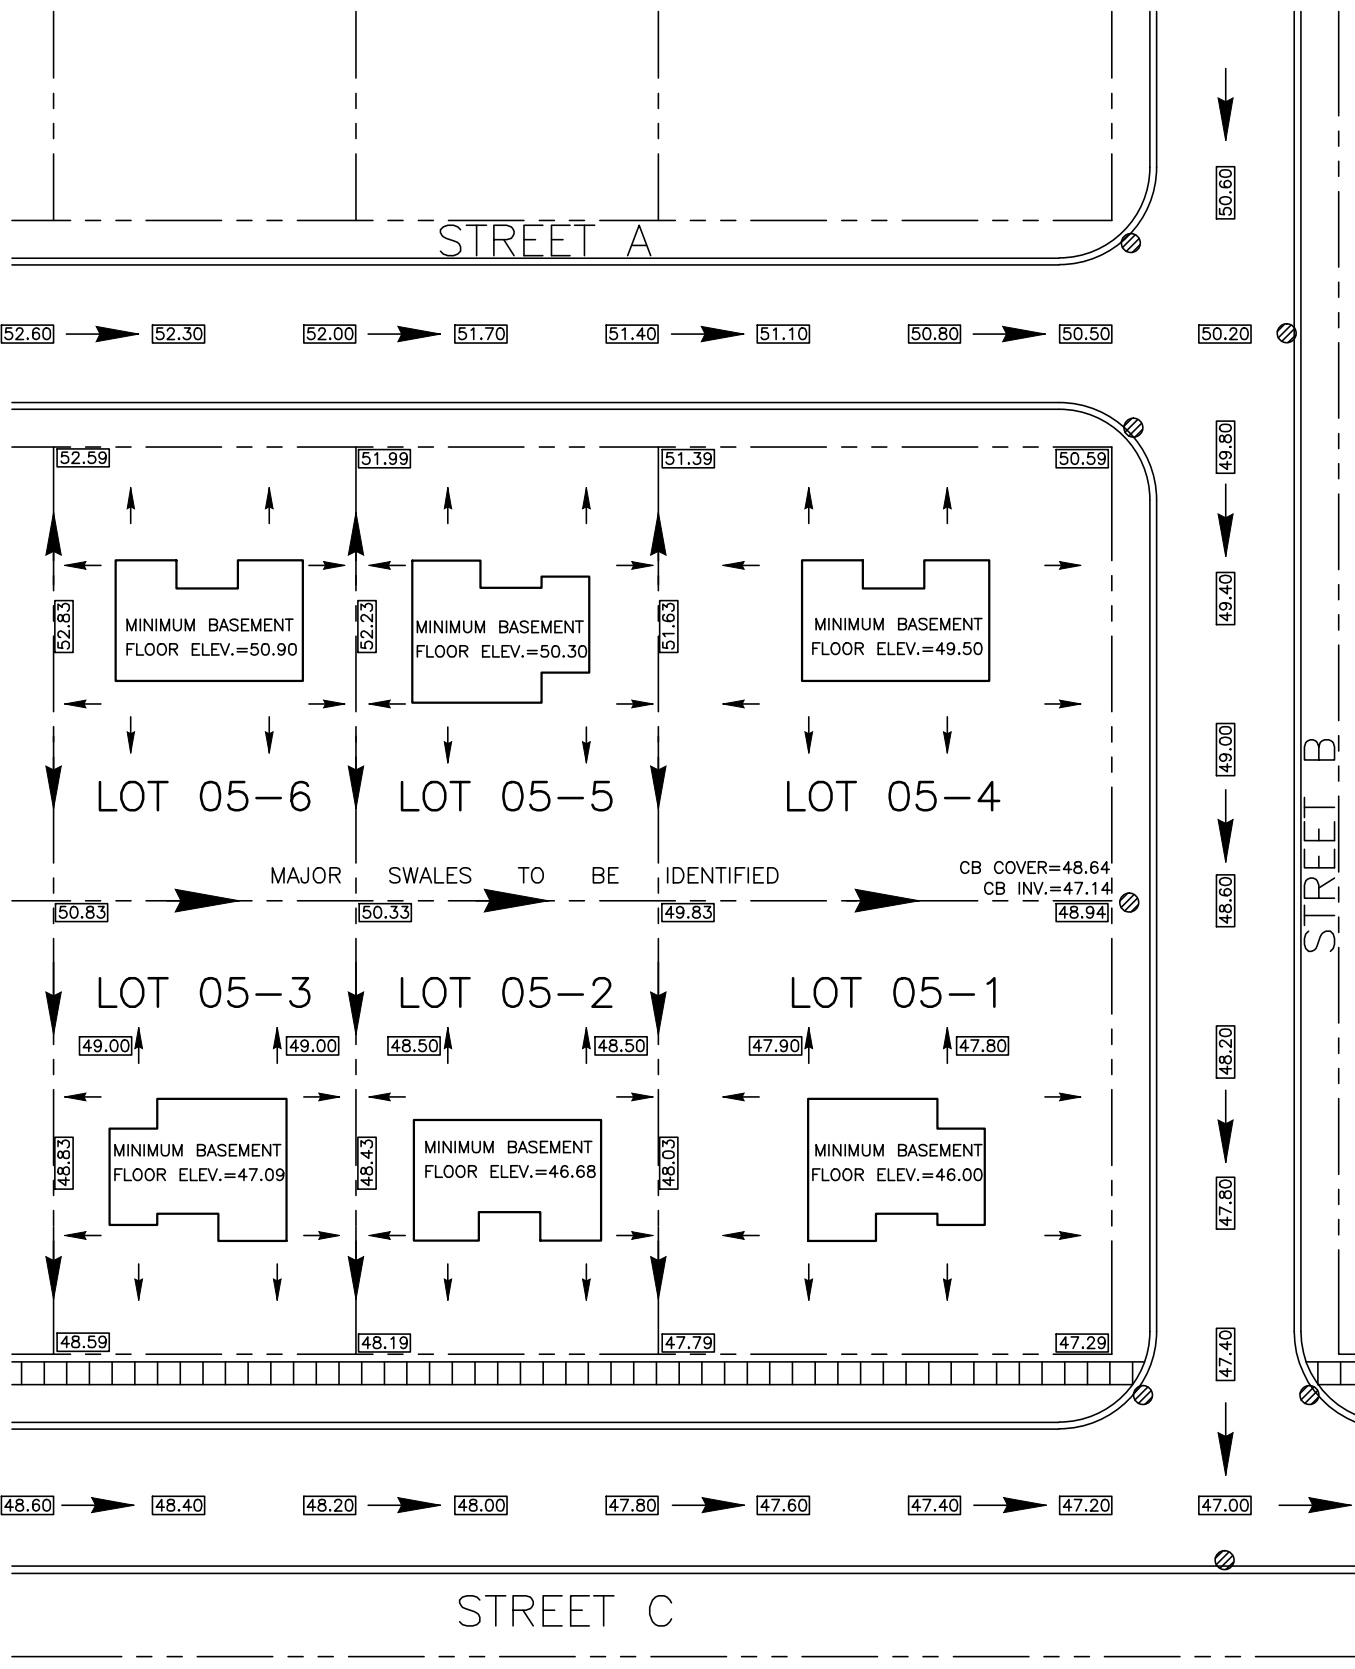 50.60
STREET A
52.60 52.30 52.00 51.70 51.40 51.10 50.80 50.50 50.20
52.59 51.99 51.39 50.59
49.80
49.40
52.83 52.23 51.63
MINIMUM BASEMENT
FLOOR ELEV.=50.90
MINIMUM BASEMENT
FLOOR ELEV.=50.30
MINIMUM BASEMENT
FLOOR ELEV.=49.50
49.00
LOT 05-6 LOT 05-5 LOT 05-4
STREET B
MAJOR SWALES TO BE IDENTIFIED
CB COVER=48.64
CB INV.=47.14
50.83 50.33 49.83 48.94
48.60
LOT 05-3 LOT 05-2 LOT 05-1
49.00 49.00 48.50 48.50 47.90 47.80
48.20
48.83 48.43 48.03
MINIMUM BASEMENT
FLOOR ELEV.=47.09
MINIMUM BASEMENT
FLOOR ELEV.=46.68
MINIMUM BASEMENT
FLOOR ELEV.=46.00
47.80
48.59 48.19 47.79 47.29
47.40
48.60 48.40 48.20 48.00 47.80 47.60 47.40 47.20 47.00
STREET C